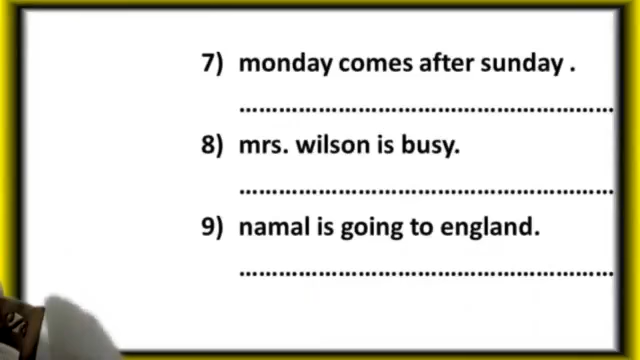 7) monday comes after sunday .
................................................
8) mrs. wilson is busy.
................................................
9) namal is going to england.
................................................